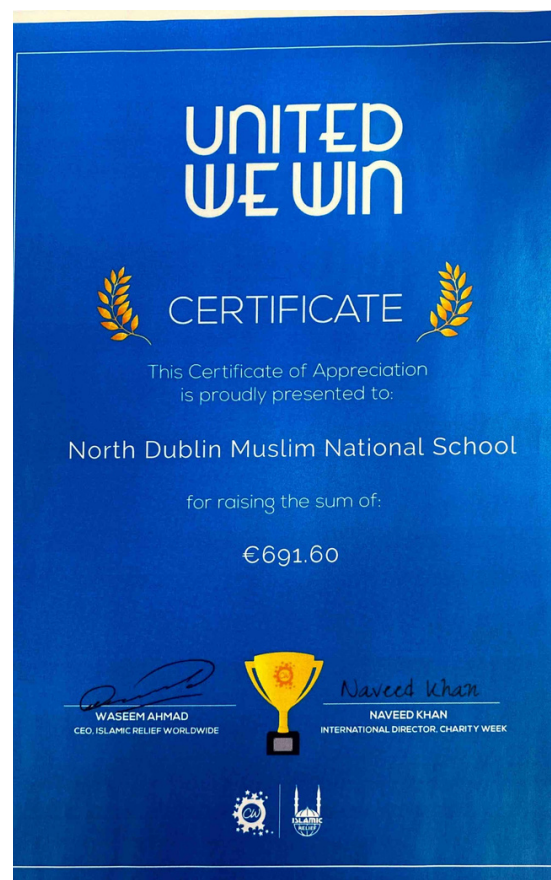 UNITED
WE WIN
CERTIFICATE
This Certificate of Appreciation
is proudly presented to:
North Dublin Muslim National School
for raising the sum of:
€691.60
Naveed Khan
WASEEM AHMAD
CEO, ISLAMIC RELIEF WORLDWIDE
NAVEED KHAN
INTERNATIONAL DIRECTOR, CHARITY WEEK
CW
ISLAMIC
RELIEF